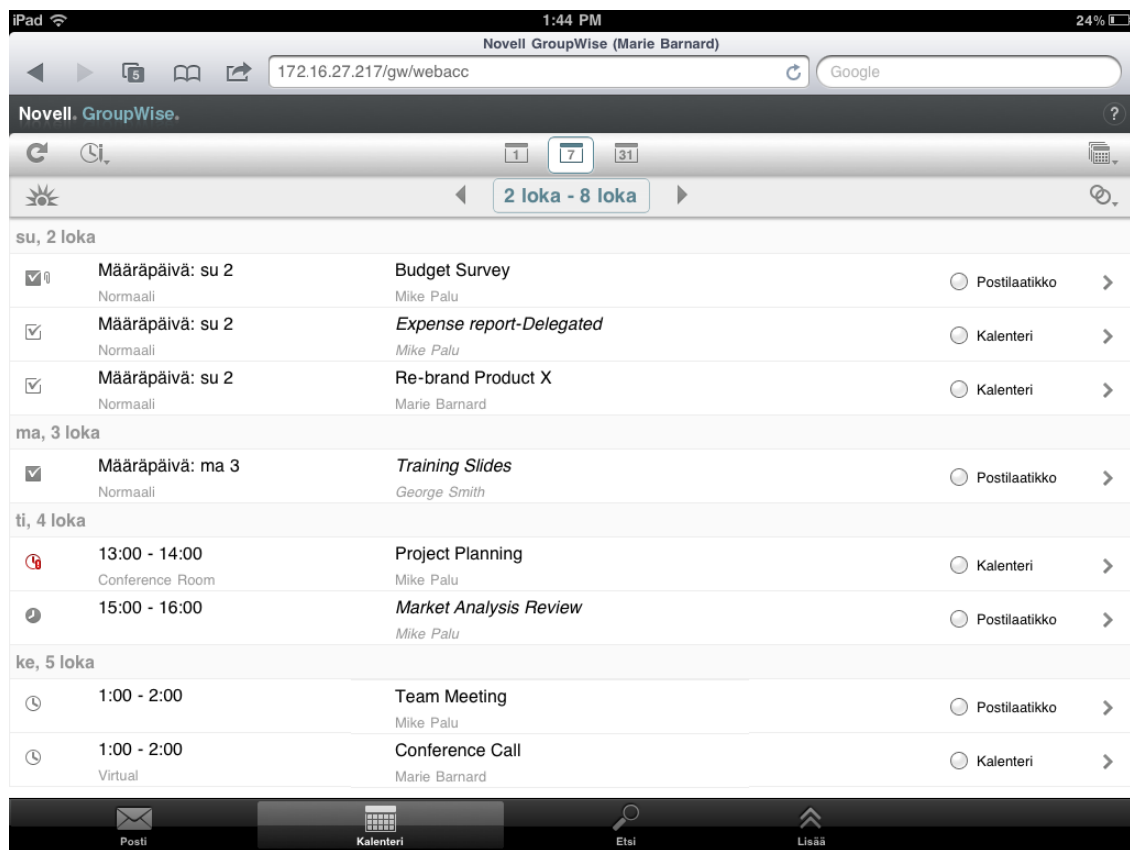 iPad 1:44 PM 24%
Novell GroupWise (Marie Barnard)
5 172.16.27.217/gw/webacc Google
Novell. GroupWise. ?
1 7 31
2 loka - 8 loka
su, 2 loka
Määräpäivä: su 2 Budget Survey Postilaatikko
Normaali Mike Palu
Määräpäivä: su 2 Expense report-Delegated Kalenteri
Normaali Mike Palu
Määräpäivä: su 2 Re-brand Product X Kalenteri
Normaali Marie Barnard
ma, 3 loka
Määräpäivä: ma 3 Training Slides Postilaatikko
Normaali George Smith
ti, 4 loka
13:00 - 14:00 Project Planning Kalenteri
Conference Room Mike Palu
15:00 - 16:00 Market Analysis Review Postilaatikko
Mike Palu
ke, 5 loka
1:00 - 2:00 Team Meeting Postilaatikko
Mike Palu
1:00 - 2:00 Conference Call Kalenteri
Virtual Marie Barnard
Posti Kalenteri Etsi Lisää